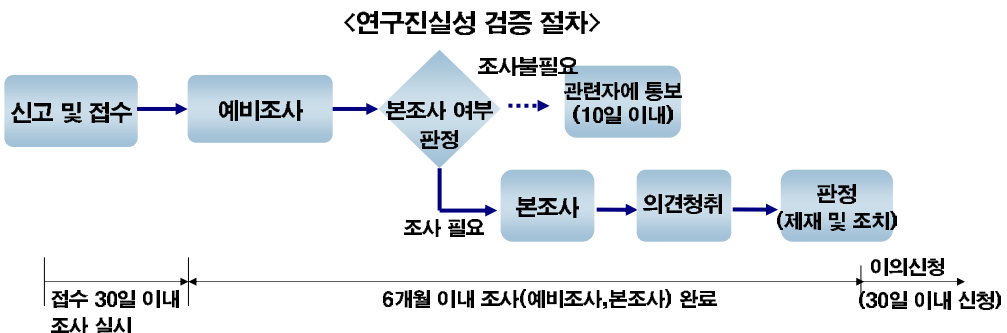 <연구진실성 검증 절차>
신고 및 접수
예비조사
본조사 여부
판정
조사불필요
관련자에 통보
(10일 이내)
조사 필요
본조사
의견청취
판정
(제재 및 조치)
접수 30일 이내
조사 실시
6개월 이내 조사(예비조사,본조사) 완료
이의신청
(30일 이내 신청)